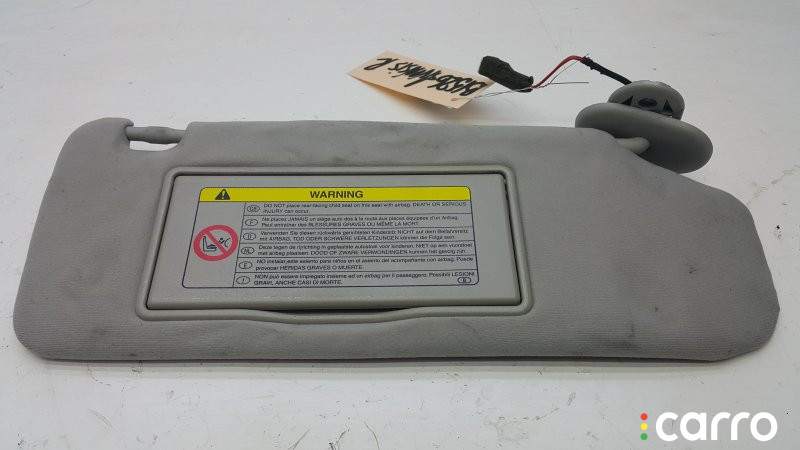 WARNING
GB DO NOT place rear-facing child seat on this seat with airbag. DEATH OR SERIOUS
INJURY can occur.
F Ne placez JAMAIS un siège-auto dos à la route aux places équipées d'un Airbag.
Peut entraîner des BLESSURES GRAVES OU MÊME LA MORT.
D Verwenden Sie diesen rückwärts gerichteten Kindersitz NICHT auf dem Beifahrersitz
mit AIRBAG, TOD ODER SCHWERE VERLETZUNGEN können die Folge sein.
NL Deze tegen de rijrichting in geplaatste autostoel voor kinderen, NIET op een voorstoel
met airbag plaatsen: DOOD OF ZWARE VERWONDINGEN kunnen het gevolg zijn.
E NO instalar este asiento para niños en el asiento del acompañante con airbag. Puede
provocar HERIDAS GRAVES O MUERTE.
I NON può essere impiegato insieme ad un airbag per il passeggero. Possibili LESIONI
GRAVI, ANCHE CASI DI MORTE.
carro